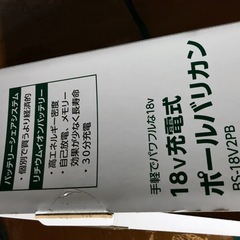 手軽でパワフルな18v
18v充電式
ポールバリカン
BS-18V2PB
バッテリーシェアシステム
・個別で買うより経済的
リチウムイオンバッテリー
・高エネルギー密度
・自己放電、メモリー
効果が少なく長寿命
・30分充電